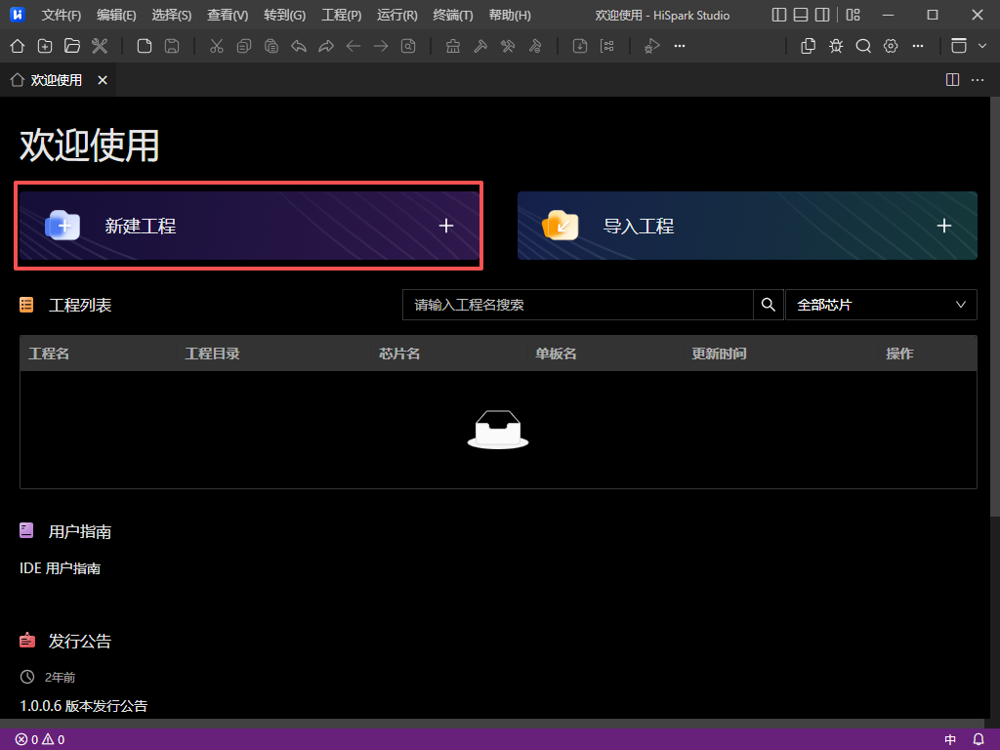 文件(F) 编辑(E) 选择(S) 查看(V) 转到(G) 工程(P) 运行(R) 终端(T) 帮助(H) 欢迎使用 - HiSpark Studio
欢迎使用
欢迎使用
新建工程
导入工程
工程列表 请输入工程名搜索 全部芯片
工程名 工程目录 芯片名 单板名 更新时间 操作
用户指南
IDE 用户指南
发行公告
2年前
1.0.0.6 版本发行公告
0 0 中